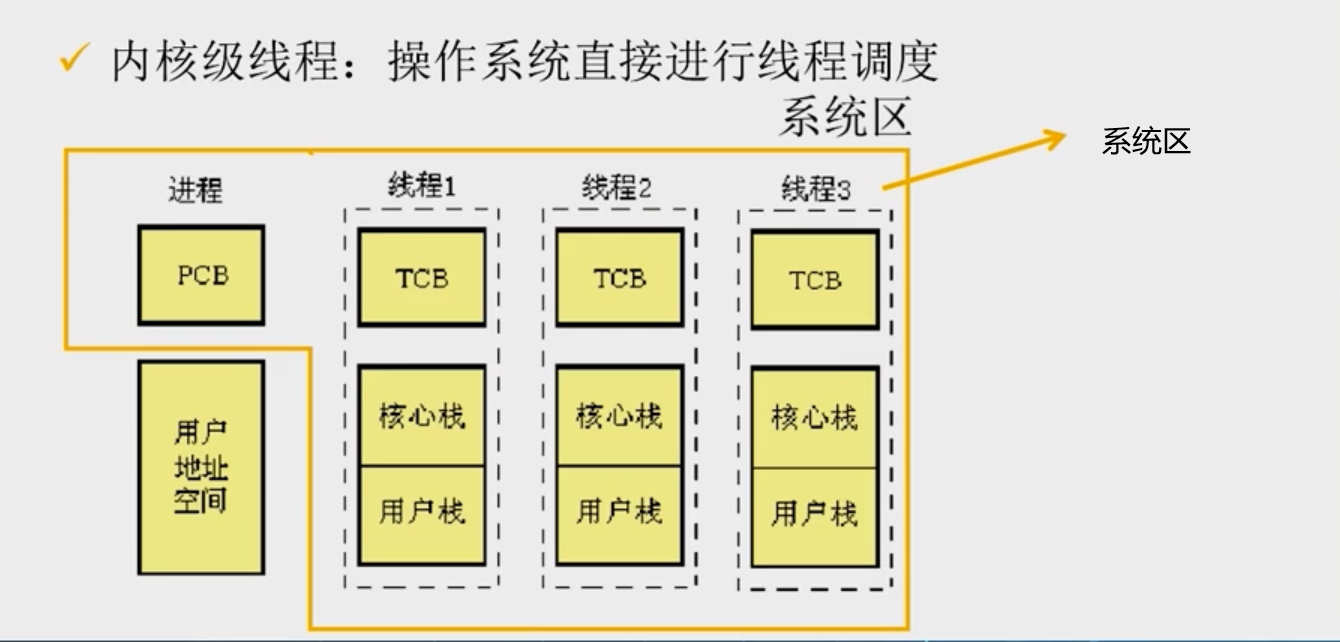 ✓ 内核级线程：操作系统直接进行线程调度
系统区
系统区
进程
线程1
线程2
线程3
PCB
TCB
TCB
TCB
用户
地址
空间
核心栈
核心栈
核心栈
用户栈
用户栈
用户栈